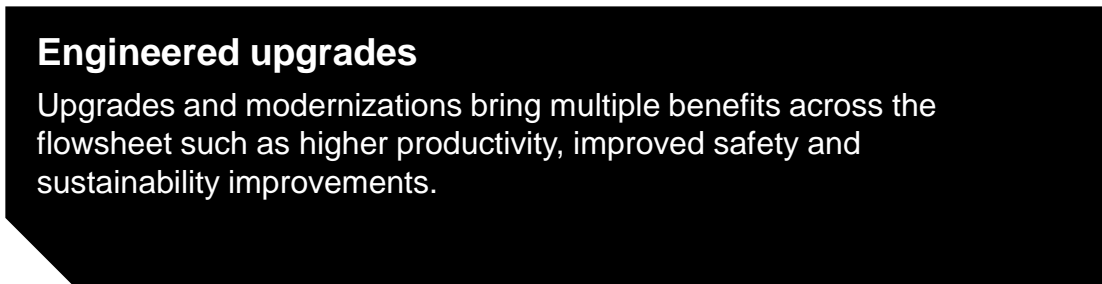 Engineered upgrades
Upgrades and modernizations bring multiple benefits across the
flowsheet such as higher productivity, improved safety and
sustainability improvements.